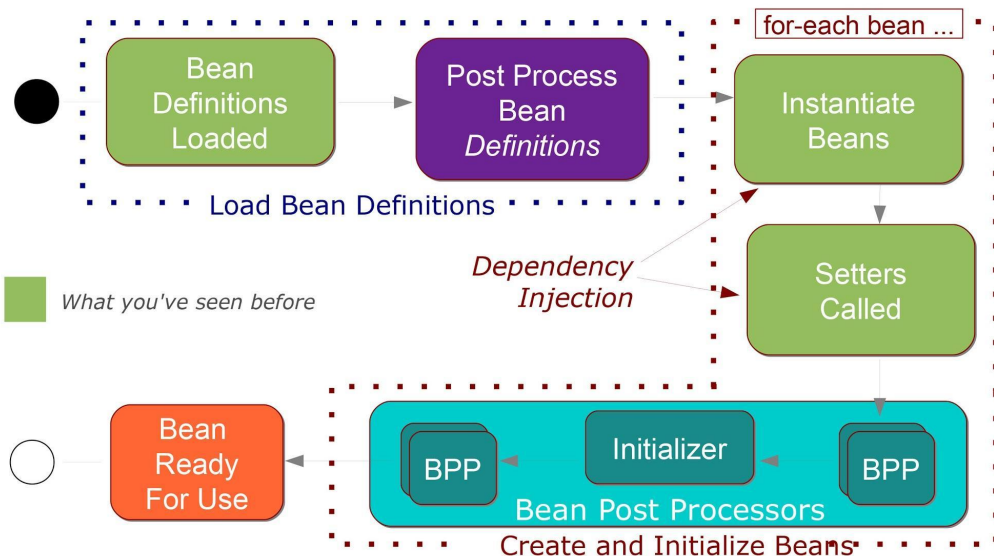 for-each bean ...
Bean
Definitions
Loaded
Post Process
Bean
Definitions
Instantiate
Beans
Load Bean Definitions
Dependency
Injection
Setters
Called
What you've seen before
Bean
Ready
For Use
BPP
Initializer
BPP
Bean Post Processors
Create and Initialize Beans